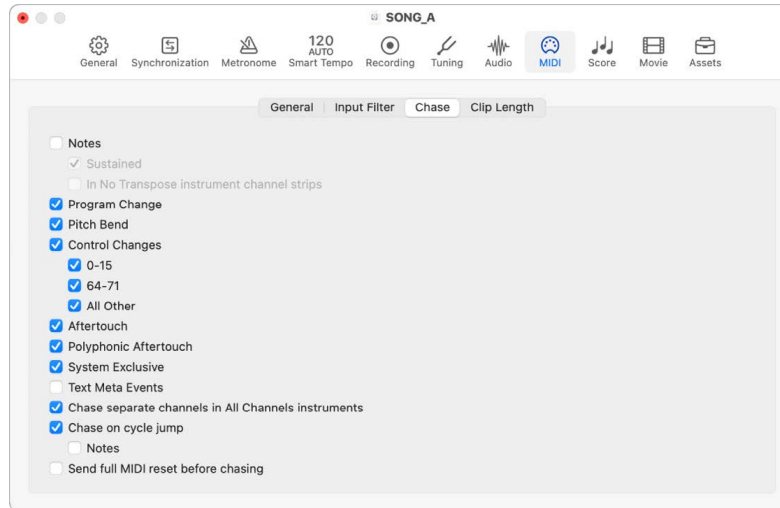 SONG_A
120
AUTO
General Synchronization Metronome Smart Tempo Recording Tuning Audio MIDI Score Movie Assets
General Input Filter Chase Clip Length
Notes
Sustained
In No Transpose instrument channel strips
Program Change
Pitch Bend
Control Changes
0-15
64-71
All Other
Aftertouch
Polyphonic Aftertouch
System Exclusive
Text Meta Events
Chase separate channels in All Channels instruments
Chase on cycle jump
Notes
Send full MIDI reset before chasing